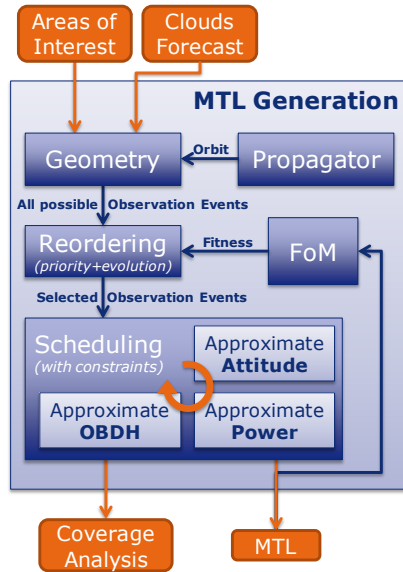 Areas of
Interest
Clouds
Forecast
MTL Generation
Geometry
Orbit
Propagator
All possible Observation Events
Reordering
(priority+evolution)
Fitness
FoM
Selected Observation Events
Scheduling
(with constraints)
Approximate
Attitude
Approximate
OBDH
Approximate
Power
Coverage
Analysis
MTL